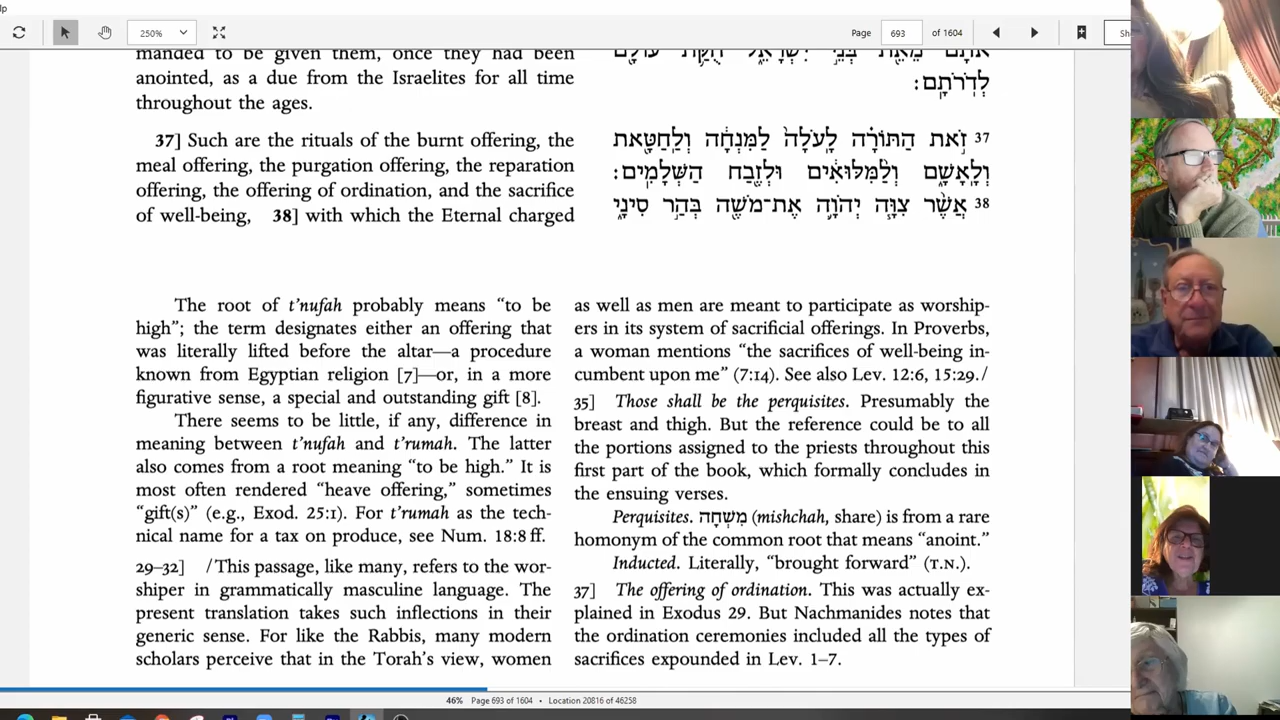 lp
250%
Page 693 of 1604
manded to be given them, once they had been
anointed, as a due from the Israelites for all time
throughout the ages.
37] Such are the rituals of the burnt offering, the
meal offering, the purgation offering, the reparation
offering, the offering of ordination, and the sacrifice
of well-being, 38] with which the Eternal charged
אֹתָם מֵאֵת בְּנֵי יִשְׂרָאֵל חֻקַּת עוֹלָם
לְדֹרֹתָם׃
37 זֹאת הַתּוֹרָה לָעֹלָה לַמִּנְחָה וְלַחַטָּאת
וְלָאָשָׁם וְלַמִּלּוּאִים וּלְזֶבַח הַשְּׁלָמִים׃
38 אֲשֶׁר צִוָּה יְהֹוָה אֶת־מֹשֶׁה בְּהַר סִינָי
The root of t’nufah probably means “to be
high”; the term designates either an offering that
was literally lifted before the altar—a procedure
known from Egyptian religion [7]—or, in a more
figurative sense, a special and outstanding gift [8].
There seems to be little, if any, difference in
meaning between t’nufah and t’rumah. The latter
also comes from a root meaning “to be high.” It is
most often rendered “heave offering,” sometimes
“gift(s)” (e.g., Exod. 25:1). For t’rumah as the tech-
nical name for a tax on produce, see Num. 18:8 ff.
29–32] /This passage, like many, refers to the wor-
shiper in grammatically masculine language. The
present translation takes such inflections in their
generic sense. For like the Rabbis, many modern
scholars perceive that in the Torah’s view, women
as well as men are meant to participate as worship-
ers in its system of sacrificial offerings. In Proverbs,
a woman mentions “the sacrifices of well-being in-
cumbent upon me” (7:14). See also Lev. 12:6, 15:29./
35] Those shall be the perquisites. Presumably the
breast and thigh. But the reference could be to all
the portions assigned to the priests throughout this
first part of the book, which formally concludes in
the ensuing verses.
Perquisites. מִשְׁחָה (mishchah, share) is from a rare
homonym of the common root that means “anoint.”
Inducted. Literally, “brought forward” (T.N.).
37] The offering of ordination. This was actually ex-
plained in Exodus 29. But Nachmanides notes that
the ordination ceremonies included all the types of
sacrifices expounded in Lev. 1–7.
46% Page 693 of 1604 • Location 20816 of 46258